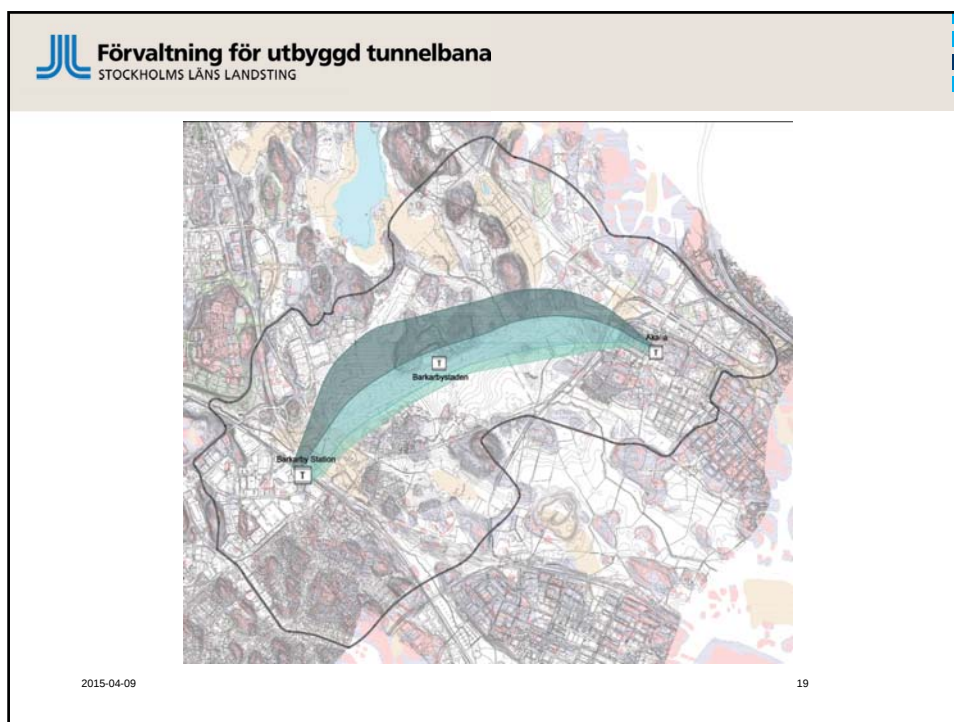 Förvaltning för utbyggd tunnelbana
STOCKHOLMS LÄNS LANDSTING
T
Barkarbystaden
T
Barkarby Station
T
2015-04-09
19